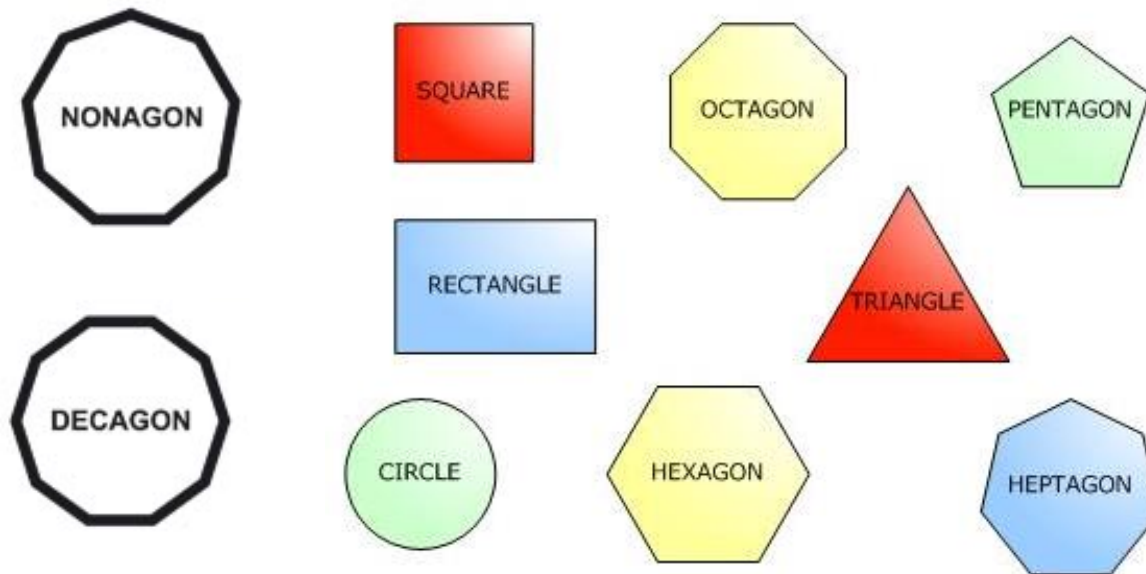 NONAGON
SQUARE
OCTAGON
PENTAGON
RECTANGLE
TRIANGLE
DECAGON
CIRCLE
HEXAGON
HEPTAGON